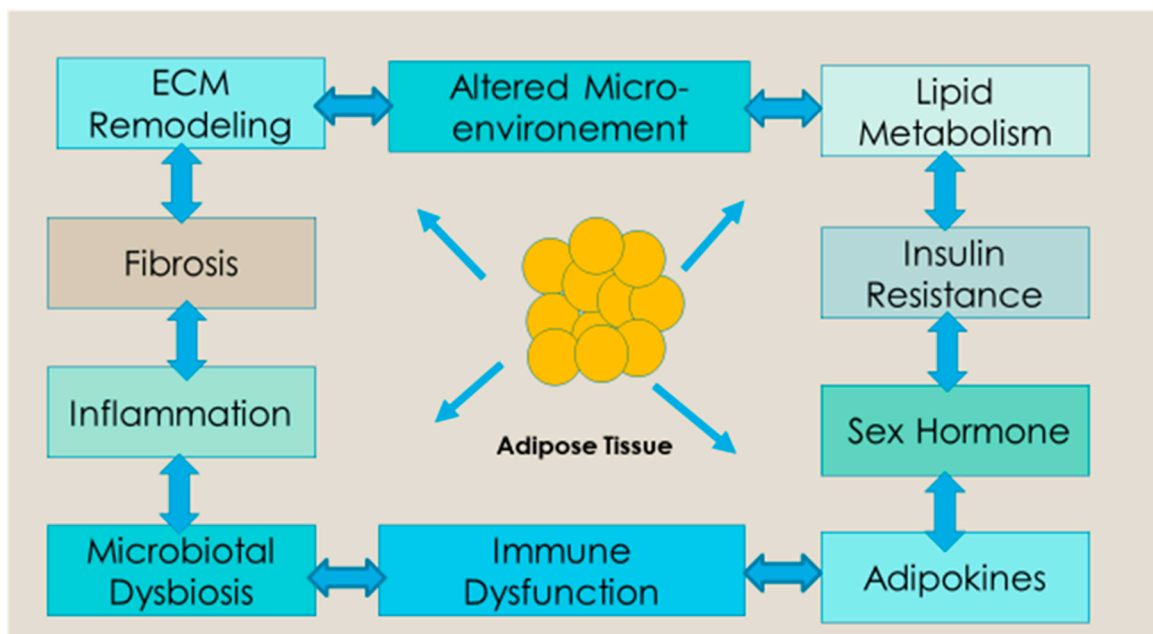 ECM
Remodeling
Altered Micro-
environement
Lipid
Metabolism
Fibrosis
Insulin
Resistance
Inflammation
Sex Hormone
Adipose Tissue
Microbiotal
Dysbiosis
Immune
Dysfunction
Adipokines